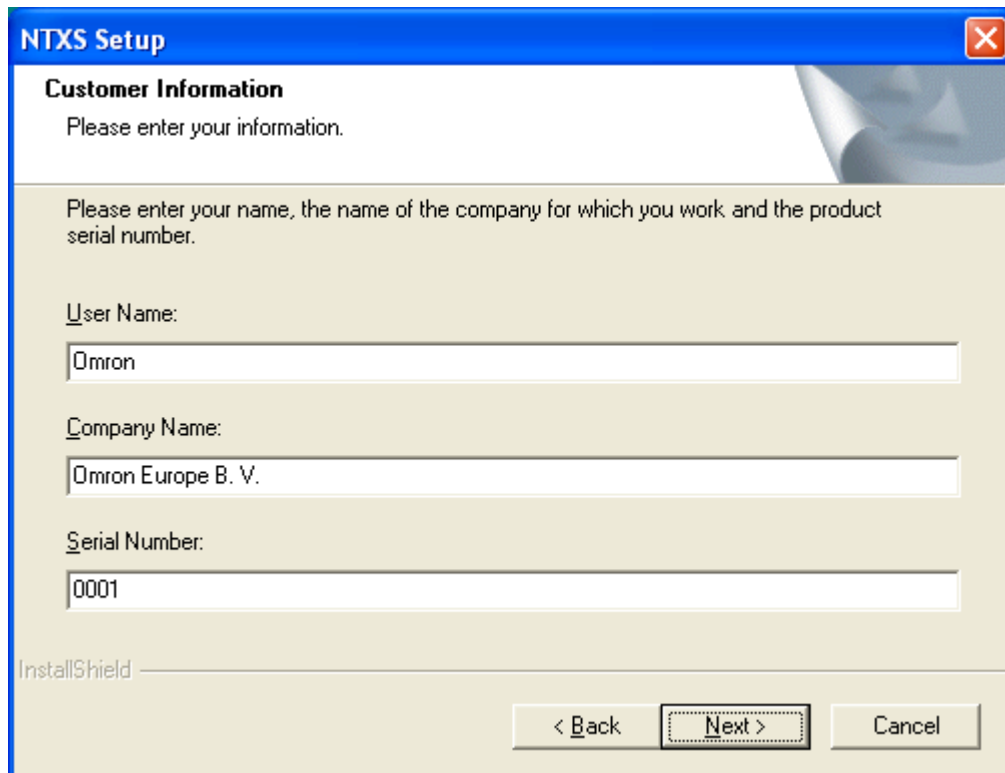 NTXS Setup
Customer Information
Please enter your information.
Please enter your name, the name of the company for which you work and the product
serial number.
User Name:
Omron
Company Name:
Omron Europe B. V.
Serial Number:
0001
InstallShield
< Back
Next >
Cancel